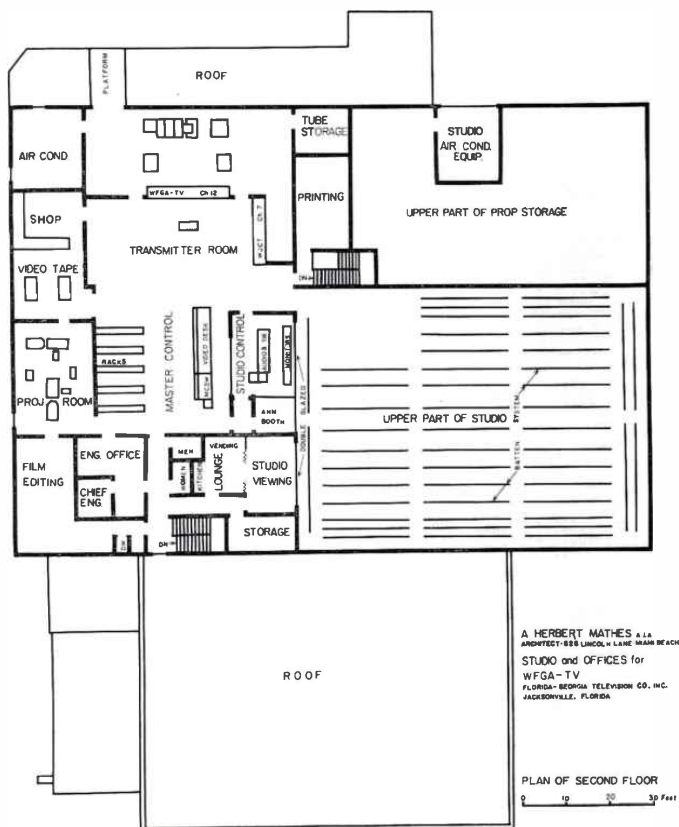 ROOF
PLATFORM
AIR COND
TUBE
STORAGE
STUDIO
AIR COND.
EQUIP.
WFGA-TV Ch 12
PRINTING
SHOP
WJCT Ch. 7
UPPER PART OF PROP STORAGE
TRANSMITTER ROOM
VIDEO TAPE
DN
MASTER CONTROL
VIDEO DESK
MCSW
STUDIO CONTROL
MONITORS
RACKS
PROJ. ROOM
ANN
BOOTH
DOUBLE GLAZED
UPPER PART OF STUDIO
BATTEN SYSTEM
FILM
EDITING
ENG. OFFICE
CHIEF
ENG.
MEN
WOMEN
KITCHEN
VENDING
LOUNGE
STUDIO
VIEWING
STORAGE
DN
DN
ROOF
A HERBERT MATHES A I A
ARCHITECT-828 LINCOLN LANE MIAMI BEACH
STUDIO and OFFICES for
WFGA-TV
FLORIDA-GEORGIA TELEVISION CO., INC.
JACKSONVILLE, FLORIDA
PLAN OF SECOND FLOOR
0 10 20 30 Feet